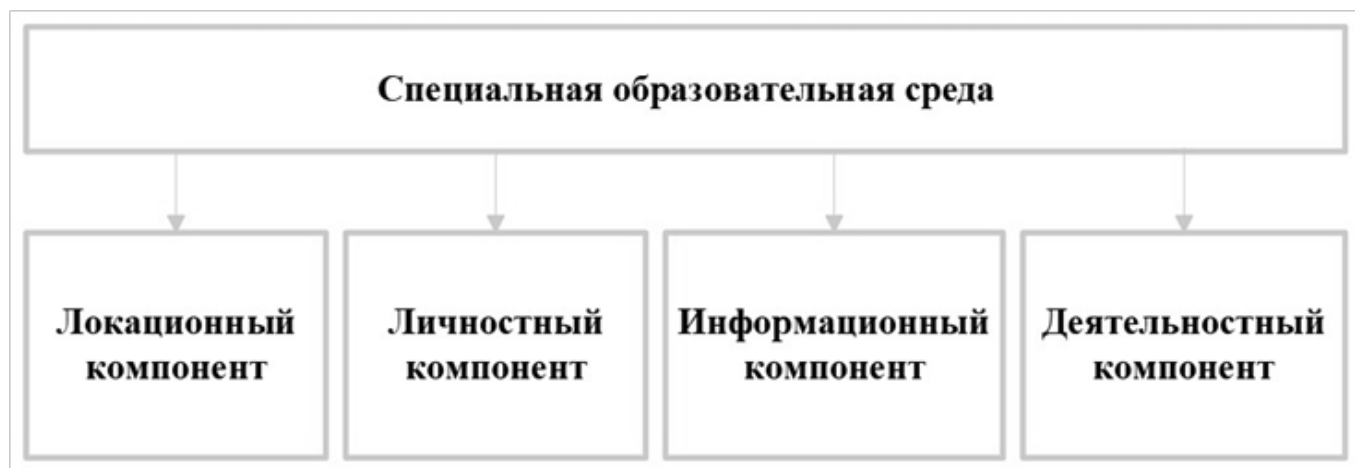 Специальная образовательная среда
Локационный
компонент
Личностный
компонент
Информационный
компонент
Деятельностный
компонент